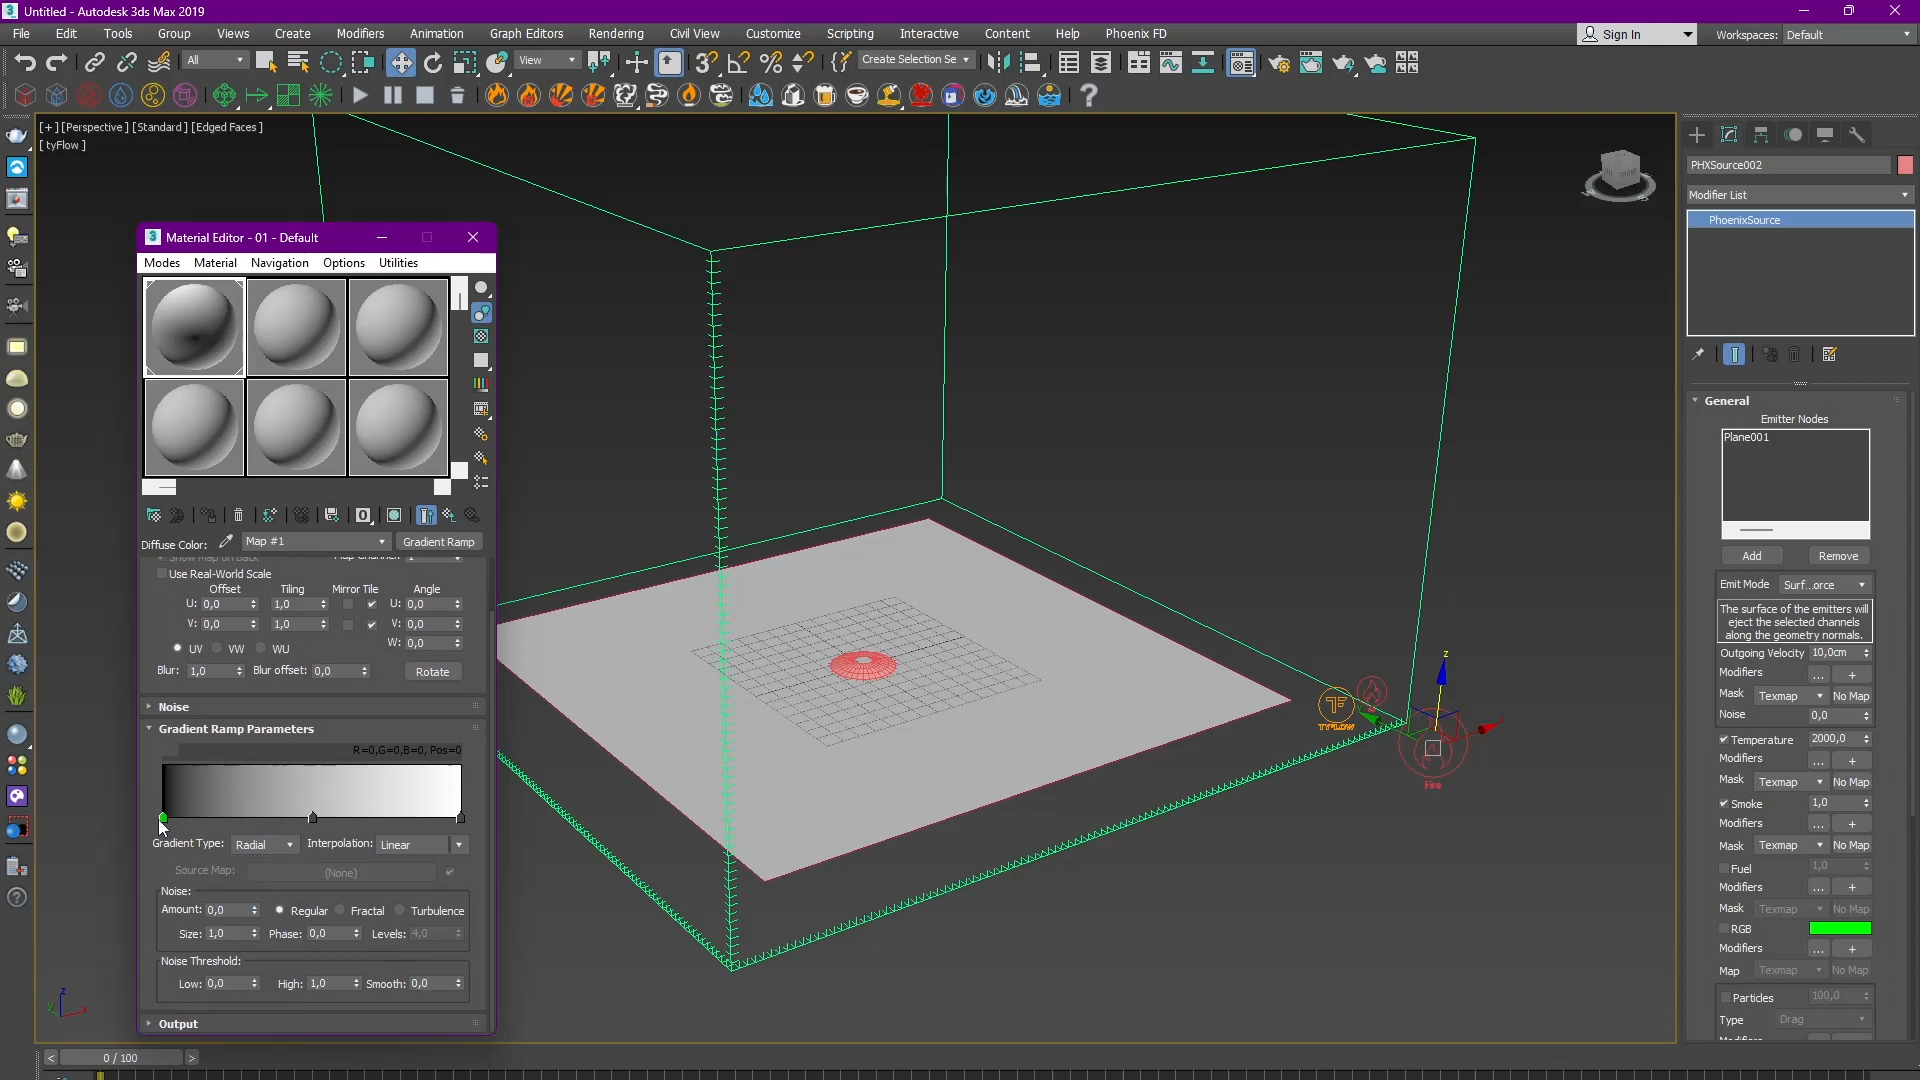 Untitled - Autodesk 3ds Max 2019
File Edit Tools Group Views Create Modifiers Animation Graph Editors Rendering Civil View Customize Scripting Interactive Content Help Phoenix FD
Sign In Workspaces: Default
All View Create Selection Se
[+][Perspective][Standard][Edged Faces]
[tyFlow]
Material Editor - 01 - Default
Modes Material Navigation Options Utilities
Diffuse Color: Map #1 Gradient Ramp
Show Map on Back Map Channel: 1
Use Real-World Scale
Offset Tiling Mirror Tile Angle
U: 0,0 1,0 U: 0,0
V: 0,0 1,0 V: 0,0
W: 0,0
UV VW WU
Blur: 1,0 Blur offset: 0,0 Rotate
Noise
Gradient Ramp Parameters
R=0,G=0,B=0, Pos=0
Gradient Type: Radial Interpolation: Linear
Source Map: (None)
Noise:
Amount: 0,0 Regular Fractal Turbulence
Size: 1,0 Phase: 0,0 Levels: 4,0
Noise Threshold:
Low: 0,0 High: 1,0 Smooth: 0,0
Output
TF
TYFLOW
z
Fire
z
y
x
PHXSource002
Modifier List
PhoenixSource
General
Emitter Nodes
Plane001
Add Remove
Emit Mode Surf...orce
The surface of the emitters will
eject the selected channels
along the geometry normals.
Outgoing Velocity 10,0cm
Modifiers ... +
Mask Texmap No Map
Noise 0,0
Temperature 2000,0
Modifiers ... +
Mask Texmap No Map
Smoke 1,0
Modifiers ... +
Mask Texmap No Map
Fuel 1,0
Modifiers ... +
Mask Texmap No Map
RGB
Modifiers ... +
Map Texmap No Map
Particles 100,0
Type Drag
Modifiers
< 0 / 100 >